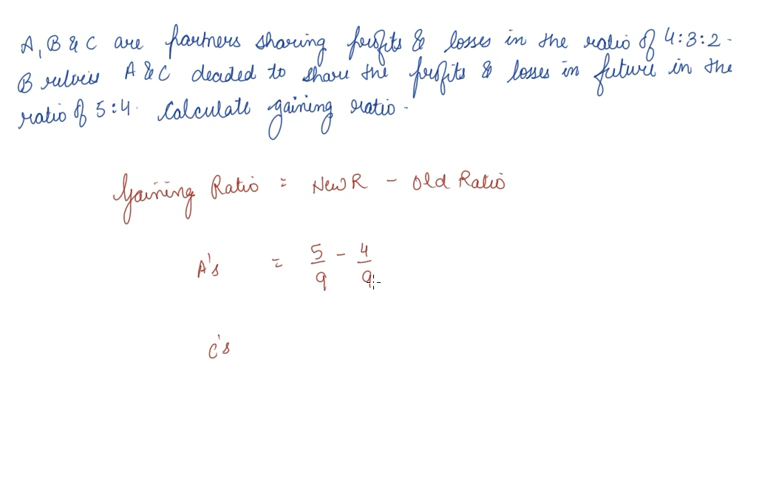 A, B & C are partners sharing profits & losses in the ratio of 4:3:2.
B retires A & C decided to share the profits & losses in future in the
ratio of 5:4. Calculate gaining ratio.
Gaining Ratio = New R - Old Ratio
A's = 5/9 - 4/9
C's